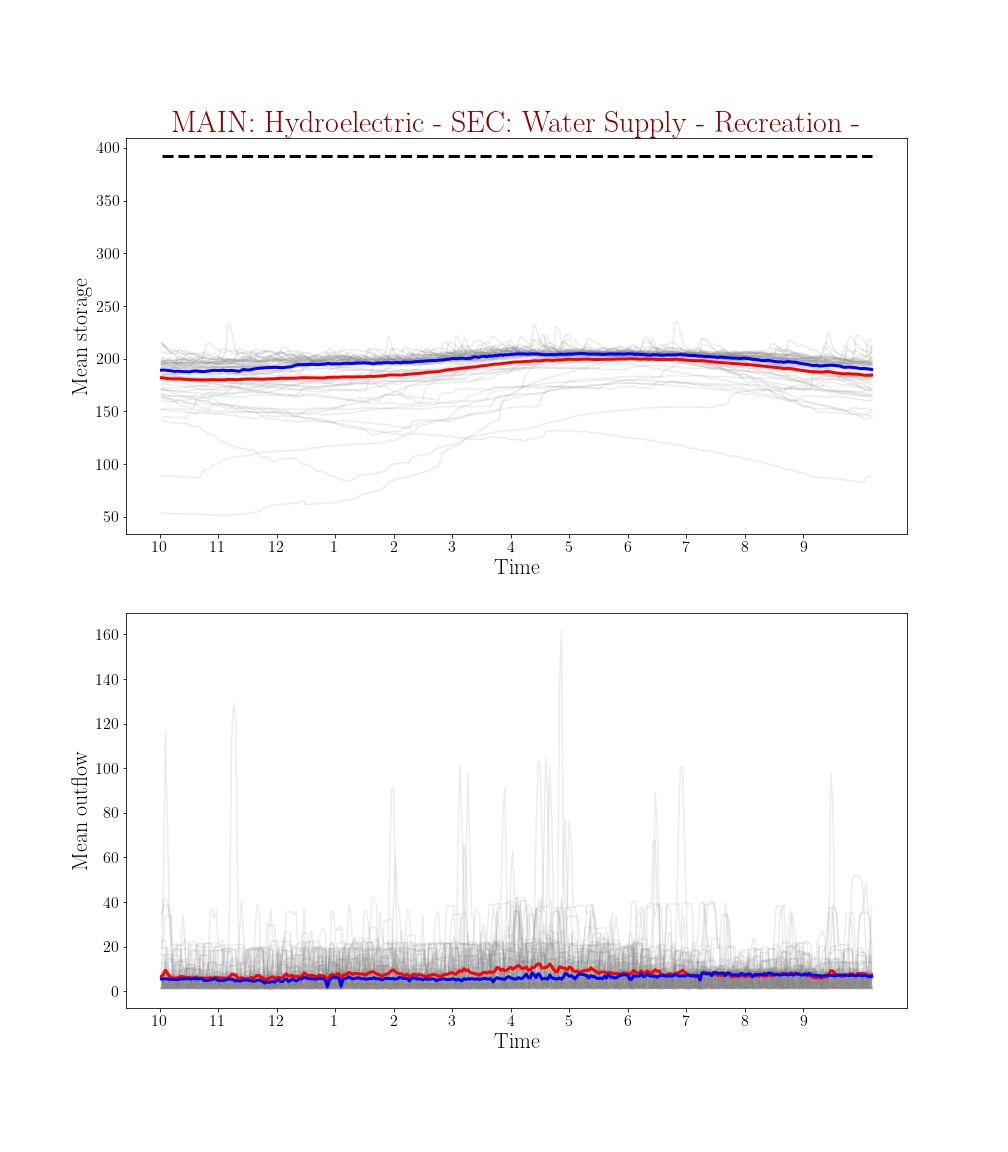 MAIN: Hydroelectric - SEC: Water Supply - Recreation -
400
350
300
250
200
150
100
50
Mean storage
10 11 12 1 2 3 4 5 6 7 8 9
Time
160
140
120
100
80
60
40
20
0
Mean outflow
10 11 12 1 2 3 4 5 6 7 8 9
Time